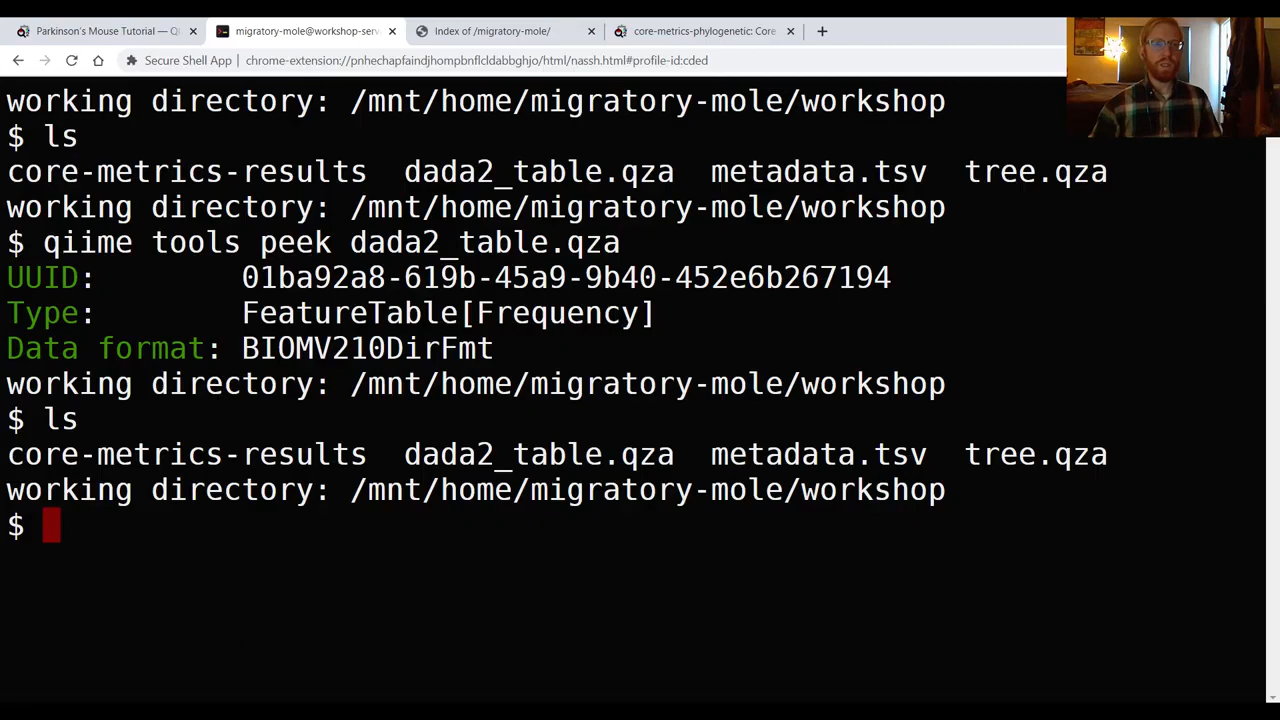 Parkinson's Mouse Tutorial — Qi
migratory-mole@workshop-serv
Index of /migratory-mole/
core-metrics-phylogenetic: Core
Secure Shell App | chrome-extension://pnhechapfaindjhompbnflcldabbghjo/html/nassh.html#profile-id:cded
working directory: /mnt/home/migratory-mole/workshop
$ ls
core-metrics-results dada2_table.qza metadata.tsv tree.qza
working directory: /mnt/home/migratory-mole/workshop
$ qiime tools peek dada2_table.qza
UUID: 01ba92a8-619b-45a9-9b40-452e6b267194
Type: FeatureTable[Frequency]
Data format: BIOMV210DirFmt
working directory: /mnt/home/migratory-mole/workshop
$ ls
core-metrics-results dada2_table.qza metadata.tsv tree.qza
working directory: /mnt/home/migratory-mole/workshop
$